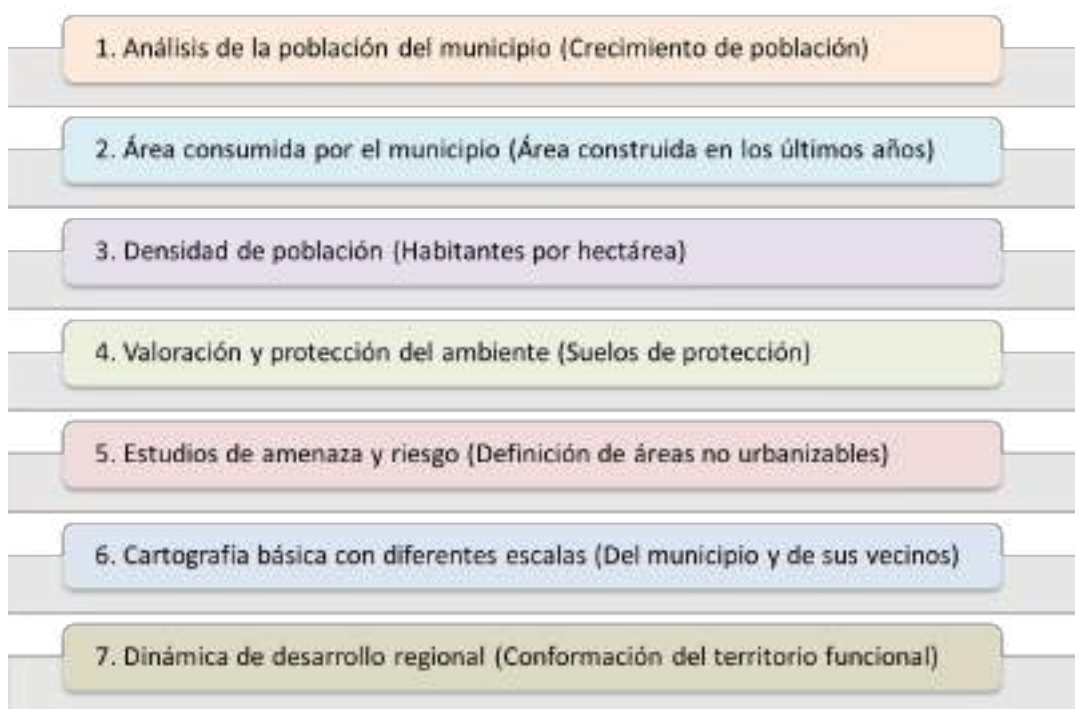 1. Análisis de la población del municipio (Crecimiento de población)
2. Área consumida por el municipio (Área construida en los últimos años)
3. Densidad de población (Habitantes por hectárea)
4. Valoración y protección del ambiente (Suelos de protección)
5. Estudios de amenaza y riesgo (Definición de áreas no urbanizables)
6. Cartografía básica con diferentes escalas (Del municipio y de sus vecinos)
7. Dinámica de desarrollo regional (Conformación del territorio funcional)